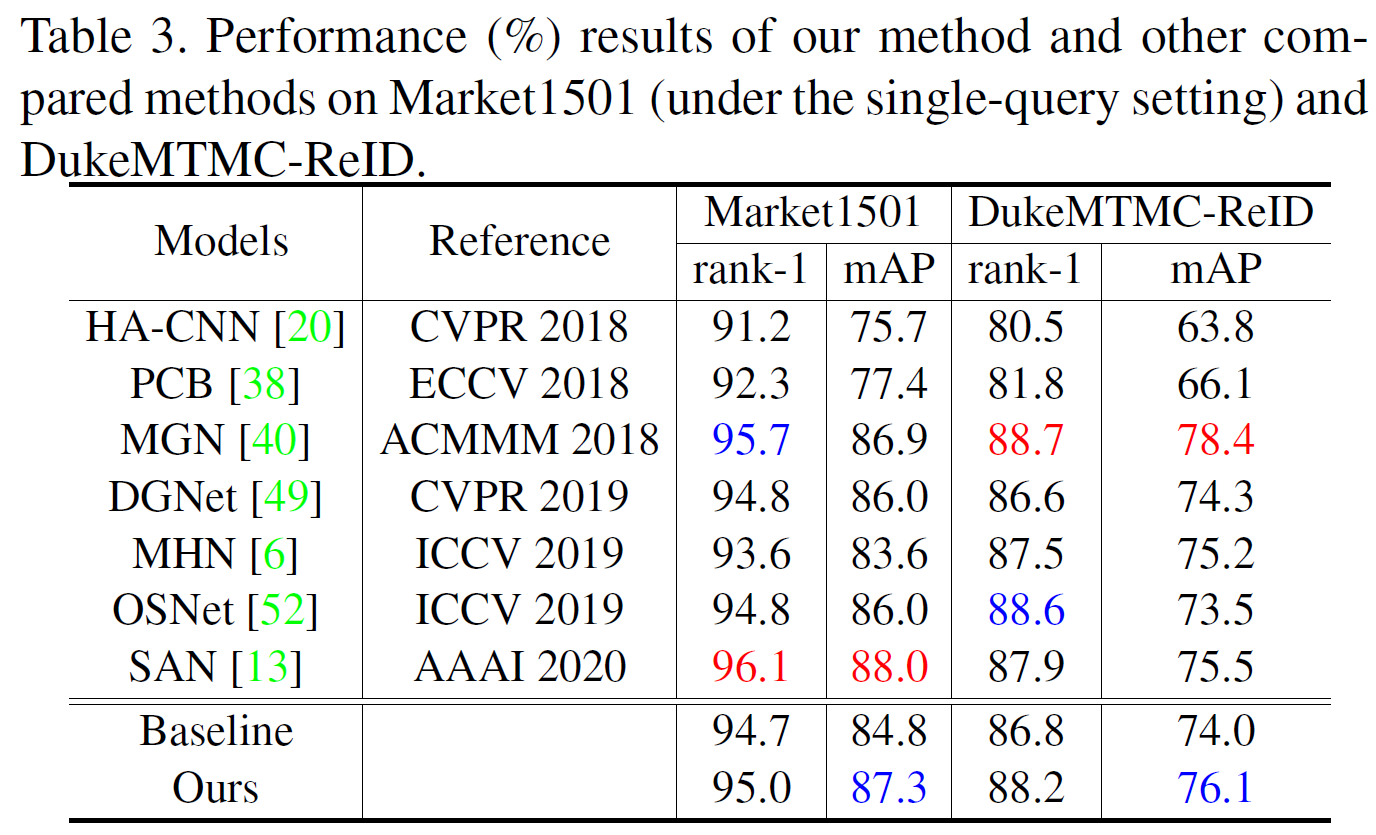 Table 3. Performance (%) results of our method and other com-
pared methods on Market1501 (under the single-query setting) and
DukeMTMC-ReID.
Models Reference Market1501 DukeMTMC-ReID
rank-1 mAP rank-1 mAP
HA-CNN [20] CVPR 2018 91.2 75.7 80.5 63.8
PCB [38] ECCV 2018 92.3 77.4 81.8 66.1
MGN [40] ACMMM 2018 95.7 86.9 88.7 78.4
DGNet [49] CVPR 2019 94.8 86.0 86.6 74.3
MHN [6] ICCV 2019 93.6 83.6 87.5 75.2
OSNet [52] ICCV 2019 94.8 86.0 88.6 73.5
SAN [13] AAAI 2020 96.1 88.0 87.9 75.5
Baseline 94.7 84.8 86.8 74.0
Ours 95.0 87.3 88.2 76.1